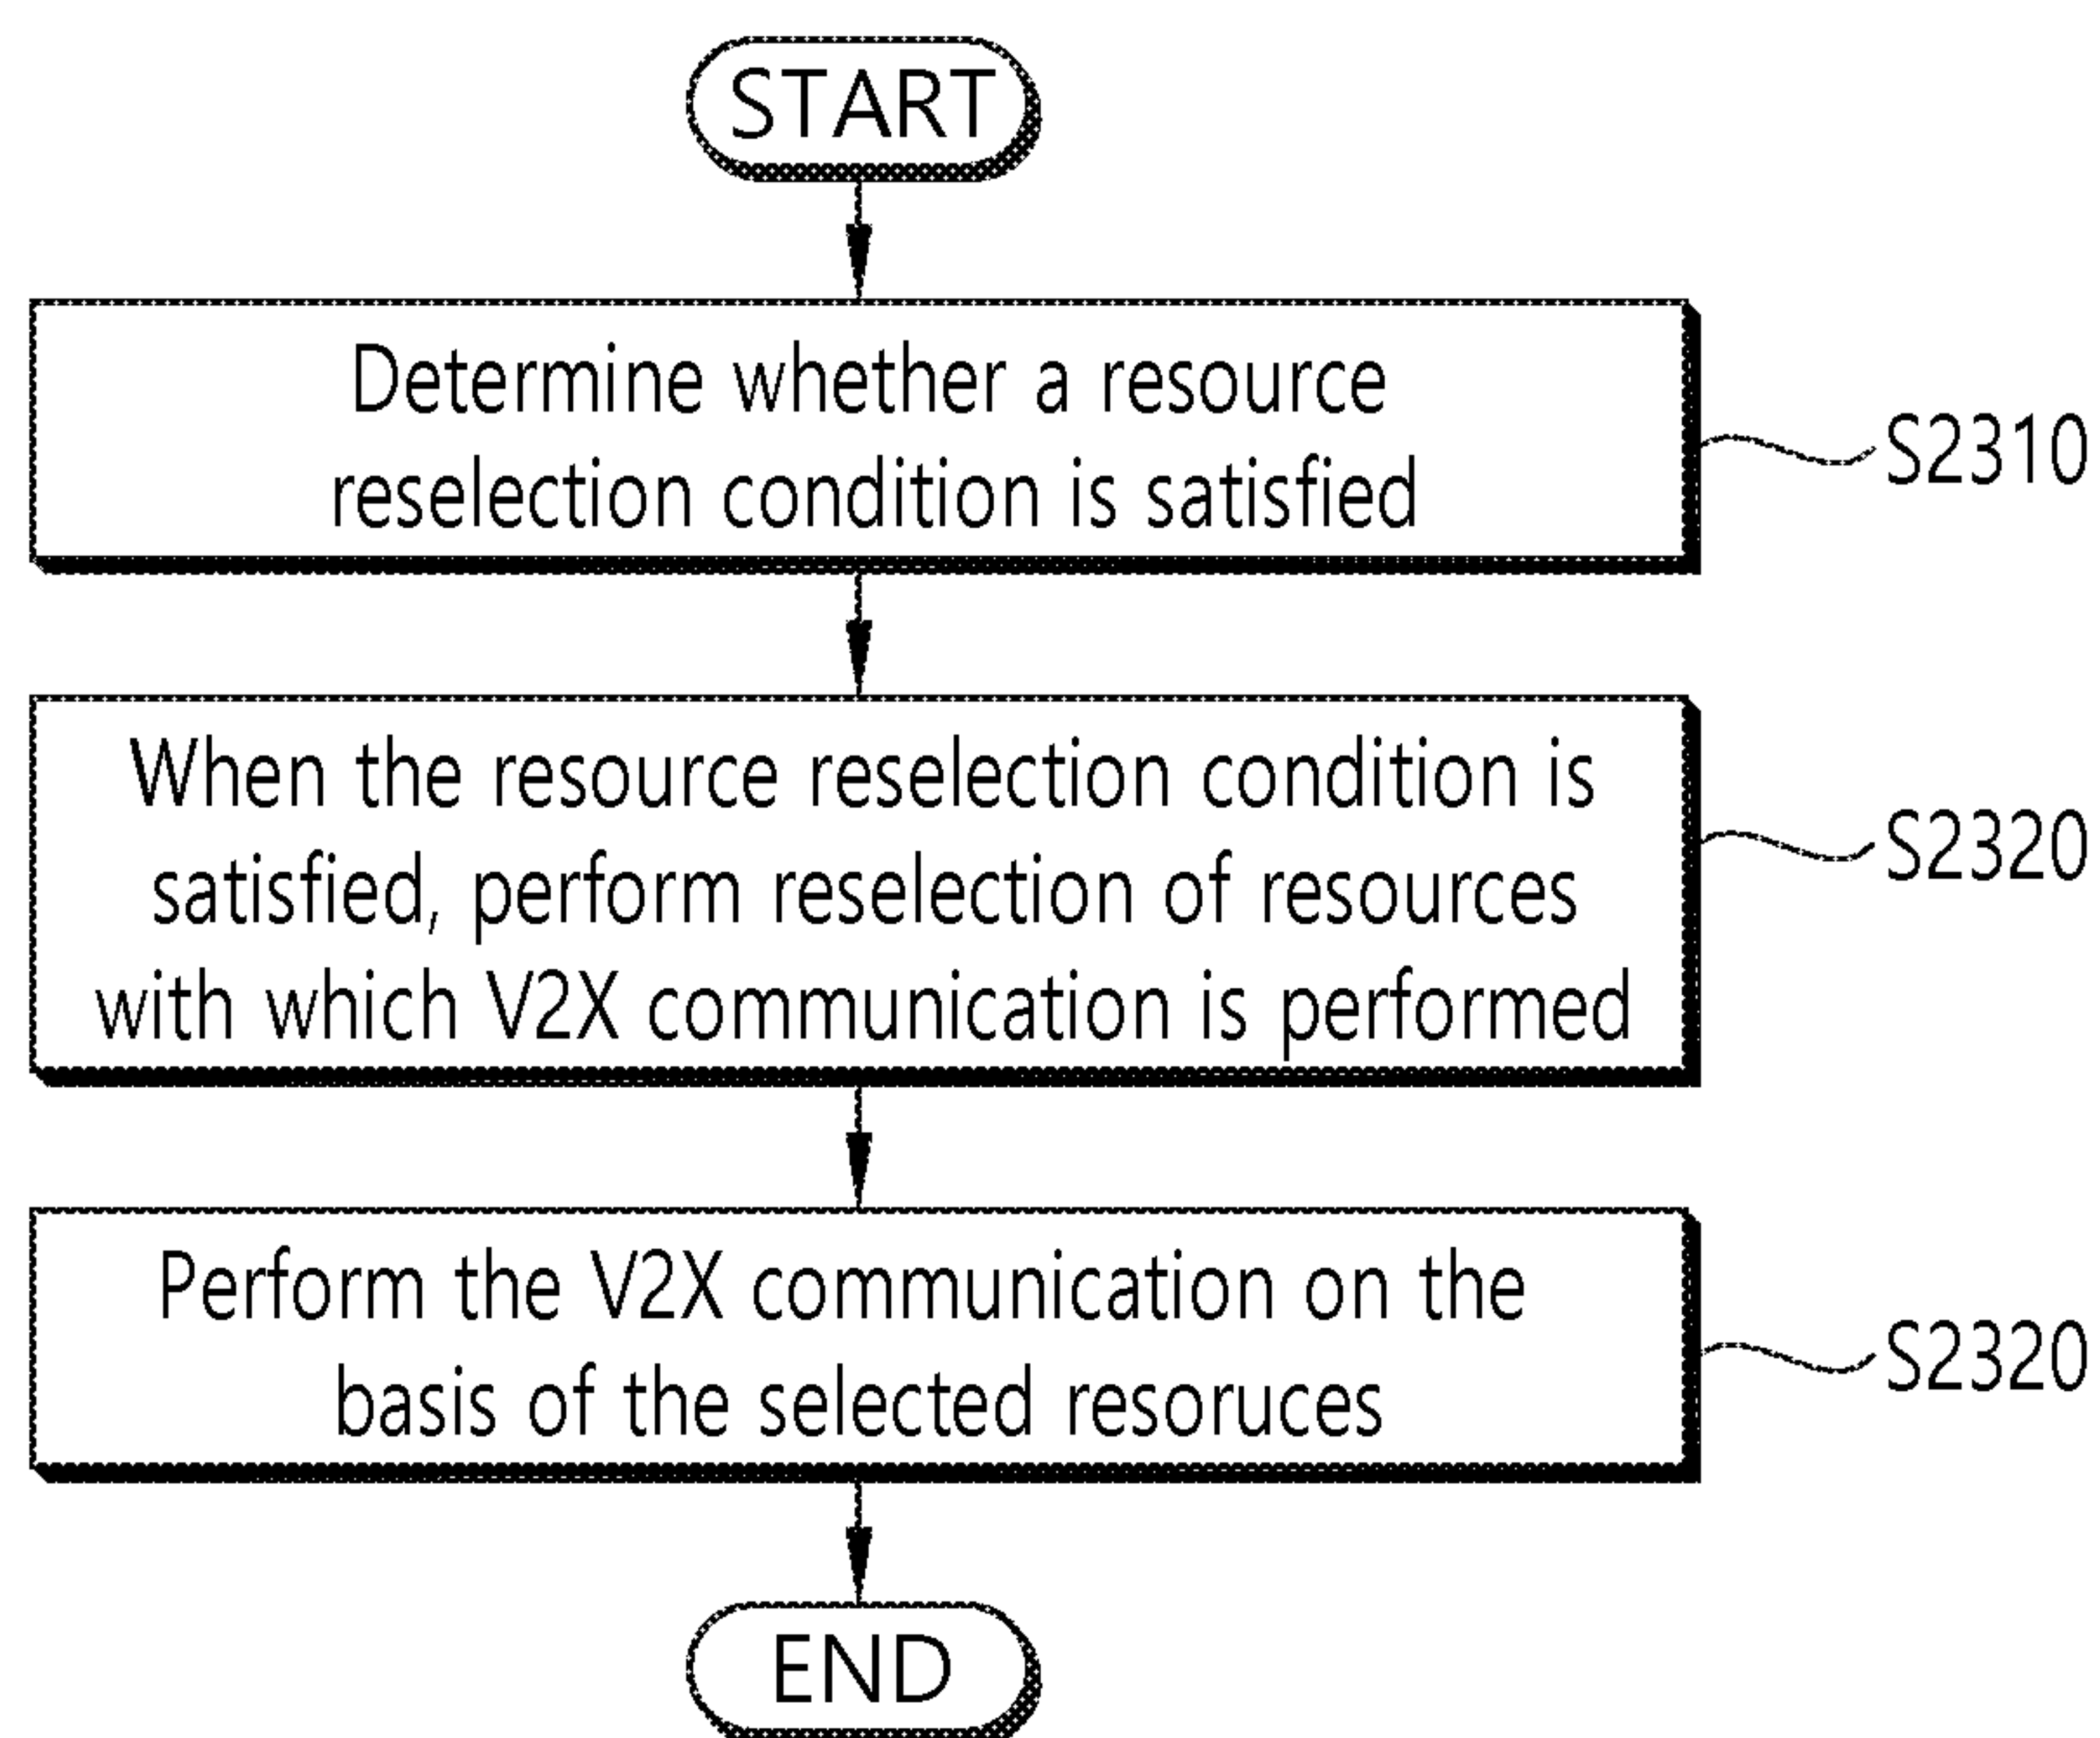 START
Determine whether a resource
reselection condition is satisfied
S2310
When the resource reselection condition is
satisfied, perform reselection of resources
with which V2X communication is performed
S2320
Perform the V2X communication on the
basis of the selected resoruces
S2320
END